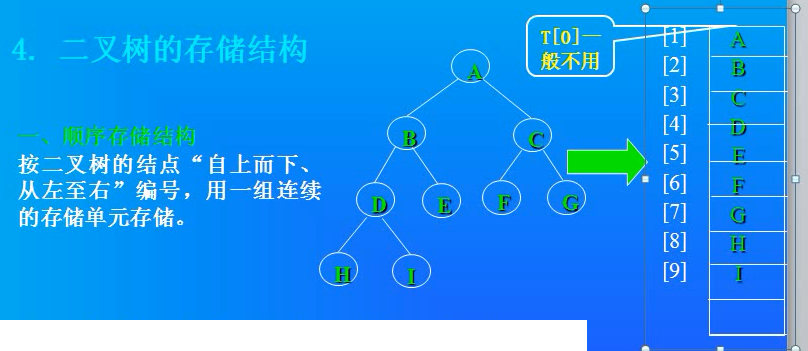 4. 二叉树的存储结构
T[0]一
般不用
一、顺序存储结构
按二叉树的结点“自上而下、
从左至右”编号，用一组连续
的存储单元存储。
A
B C
D E F G
H I
[1] A
[2] B
[3] C
[4] D
[5] E
[6] F
[7] G
[8] H
[9] I